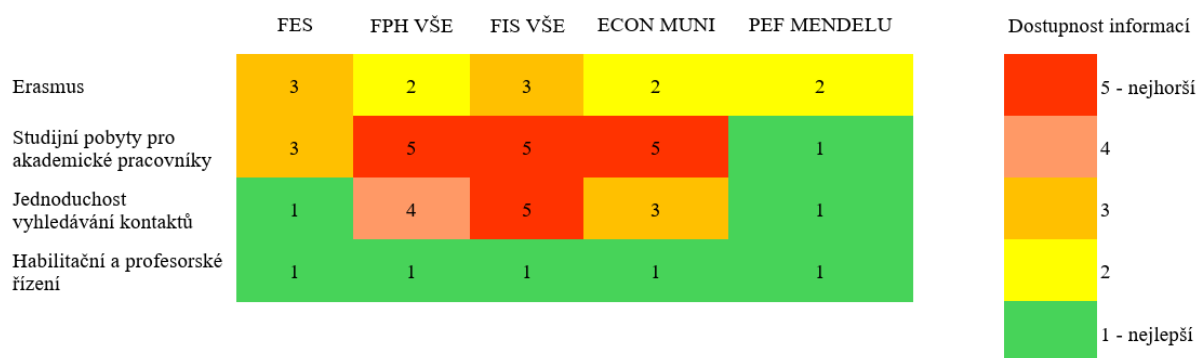 FES FPH VŠE FIS VŠE ECON MUNI PEF MENDELU Dostupnost informací
Erasmus 3 2 3 2 2 5 - nejhorší
Studijní pobyty pro
akademické pracovníky 3 5 5 5 1 4
Jednoduchost
vyhledávání kontaktů 1 4 5 3 1 3
Habilitační a profesorské
řízení 1 1 1 1 1 2
1 - nejlepší